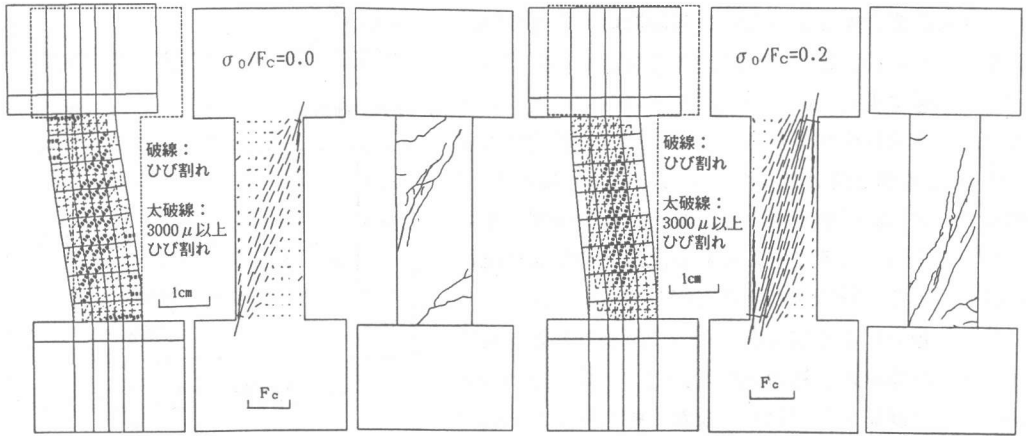 σ₀/Fc=0.0
破線：
ひび割れ
太破線：
3000μ以上
ひび割れ
1cm
Fc
σ₀/Fc=0.2
破線：
ひび割れ
太破線：
3000μ以上
ひび割れ
1cm
Fc